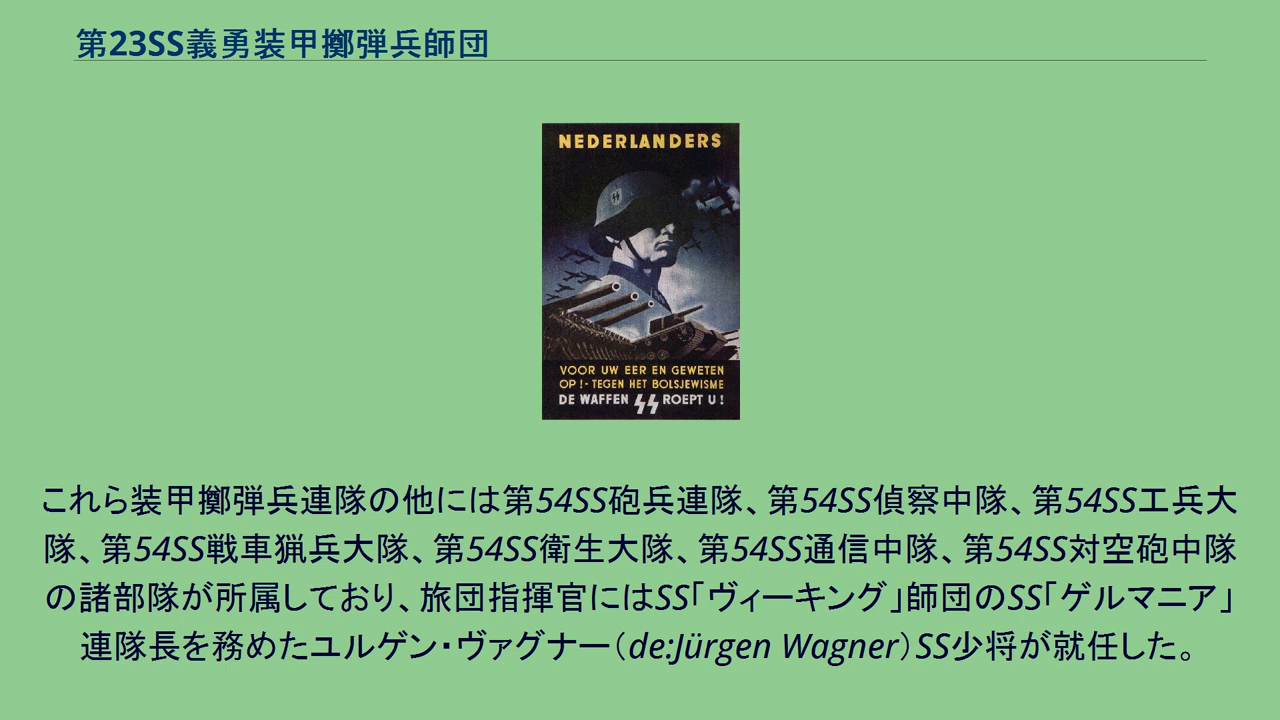 第23SS義勇装甲擲弾兵師団
NEDERLANDERS
VOOR UW EER EN GEWETEN
OP!- TEGEN HET BOLSJEWISME
DE WAFFEN SS ROEPT U!
これら装甲擲弾兵連隊の他には第54SS砲兵連隊、第54SS偵察中隊、第54SS工兵大
隊、第54SS戦車猟兵大隊、第54SS衛生大隊、第54SS通信中隊、第54SS対空砲中隊
の諸部隊が所属しており、旅団指揮官にはSS｢ヴィーキング｣師団のSS｢ゲルマニア｣
連隊長を務めたユルゲン・ヴァグナー（de:Jürgen Wagner）SS少将が就任した。